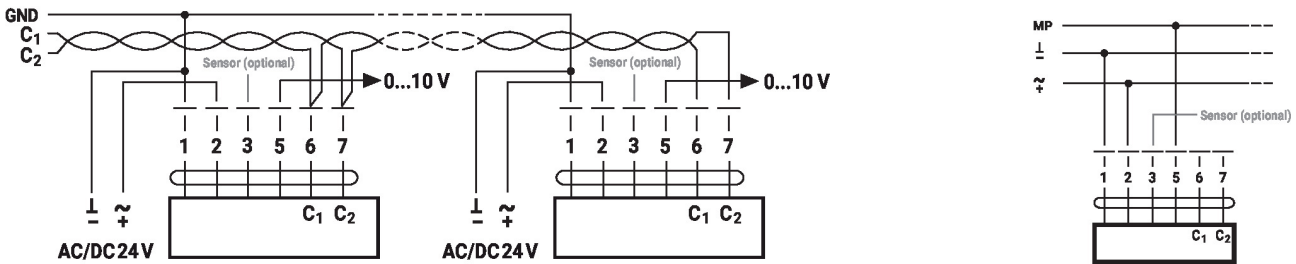 GND
C1
C2
Sensor (optional)
0...10 V
Sensor (optional)
0...10 V
1 2 3 5 6 7
1 2 3 5 6 7
⊥ ~
– +
C1 C2
⊥ ~
– +
C1 C2
AC/DC 24 V
AC/DC 24 V
MP
⊥
–
~
+
Sensor (optional)
1 2 3 5 6 7
C1 C2